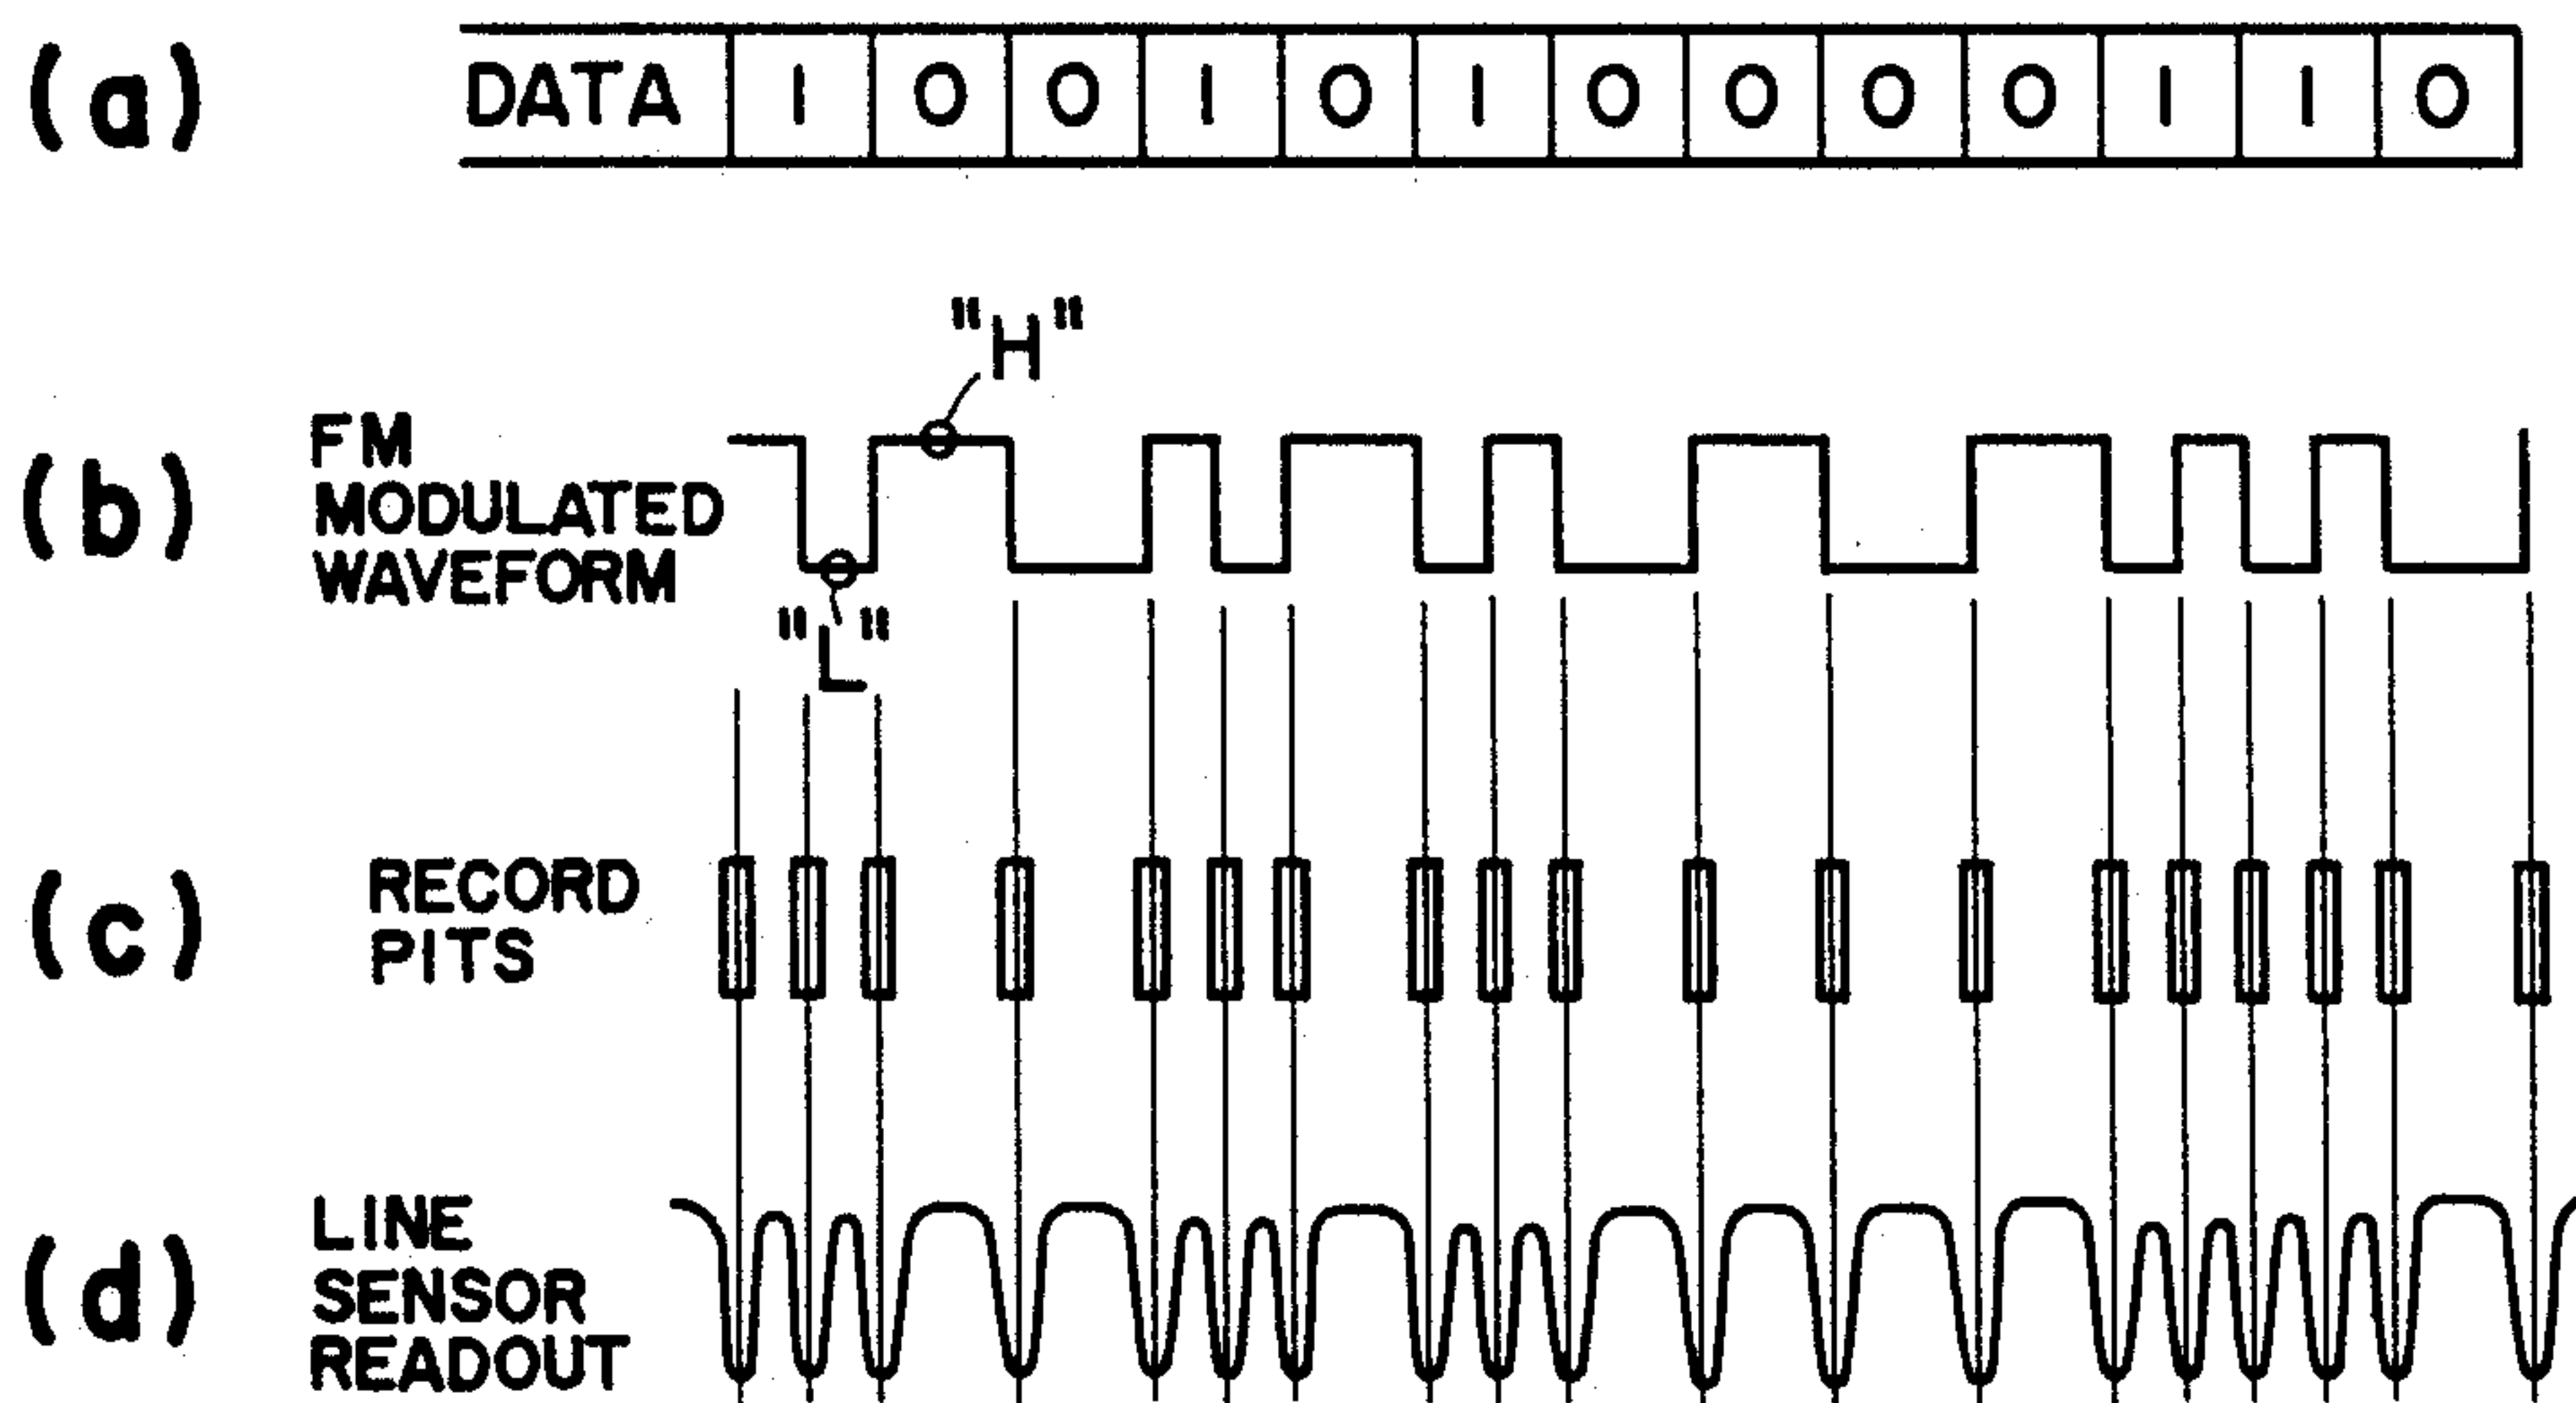 (a) DATA 1 0 0 1 0 1 0 0 0 0 1 1 0
"H"
(b) FM
MODULATED
WAVEFORM
"L"
(c) RECORD
PITS
(d) LINE
SENSOR
READOUT